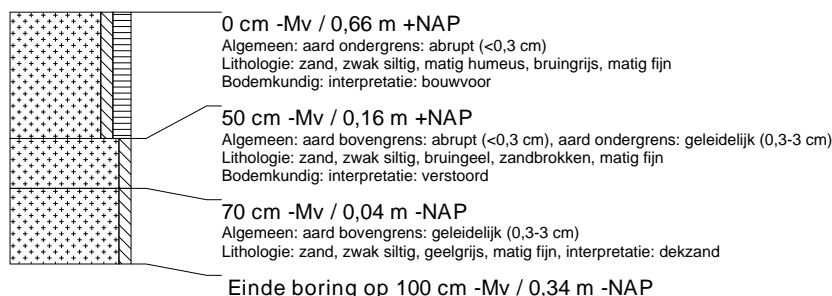 0 cm -Mv / 0,66 m +NAP
Algemeen: aard ondergrens: abrupt (<0,3 cm)
Lithologie: zand, zwak siltig, matig humeus, bruingrijs, matig fijn
Bodemkundig: interpretatie: bouwvoor
50 cm -Mv / 0,16 m +NAP
Algemeen: aard bovengrens: abrupt (<0,3 cm), aard ondergrens: geleidelijk (0,3-3 cm)
Lithologie: zand, zwak siltig, bruingeel, zandbrokken, matig fijn
Bodemkundig: interpretatie: verstoord
70 cm -Mv / 0,04 m -NAP
Algemeen: aard bovengrens: geleidelijk (0,3-3 cm)
Lithologie: zand, zwak siltig, geelgrijs, matig fijn, interpretatie: dekzand
Einde boring op 100 cm -Mv / 0,34 m -NAP